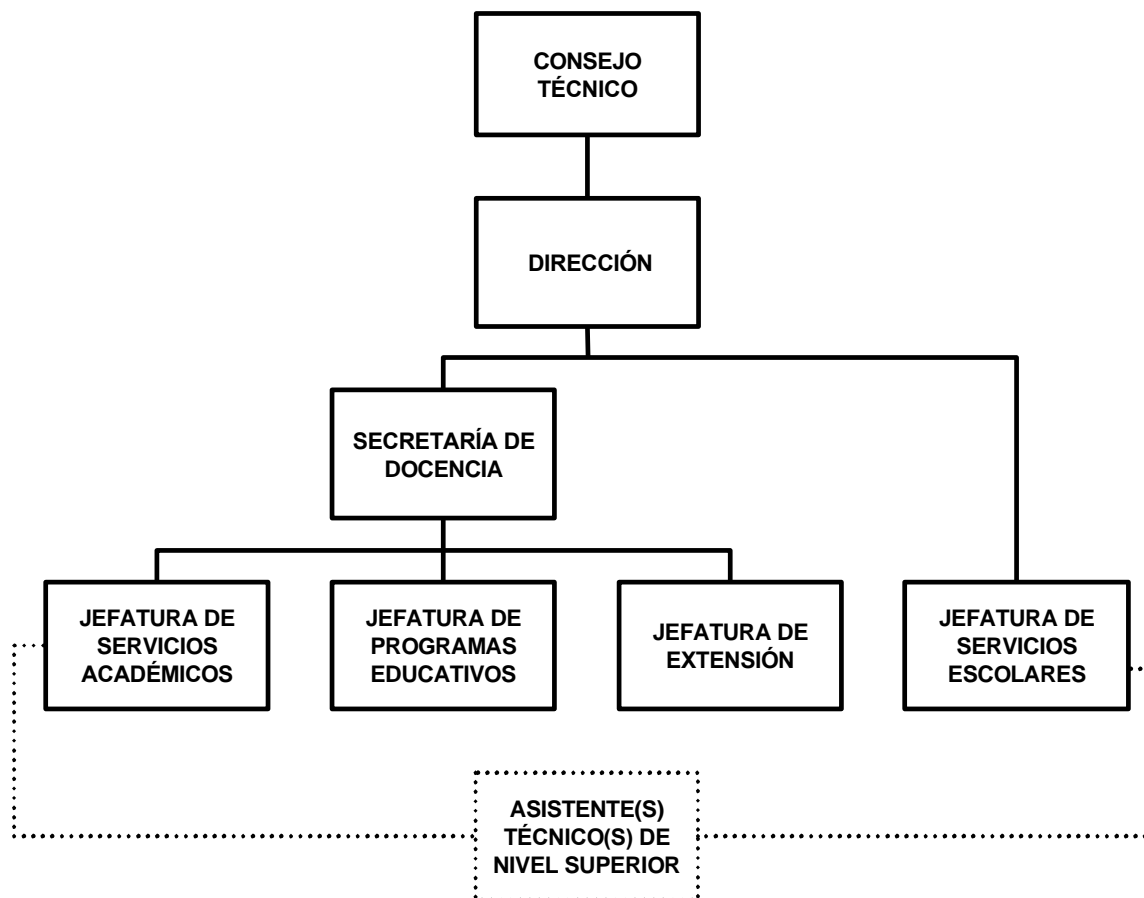 CONSEJO
TÉCNICO
DIRECCIÓN
SECRETARÍA DE
DOCENCIA
JEFATURA DE
SERVICIOS
ACADÉMICOS
JEFATURA DE
PROGRAMAS
EDUCATIVOS
JEFATURA DE
EXTENSIÓN
JEFATURA DE
SERVICIOS
ESCOLARES
ASISTENTE(S)
TÉCNICO(S) DE
NIVEL SUPERIOR